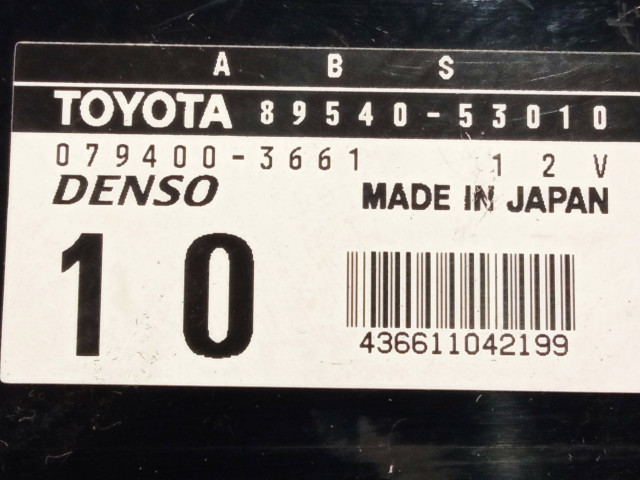 A B S
TOYOTA 89540-53010
079400-3661 12V
DENSO MADE IN JAPAN
10
436611042199